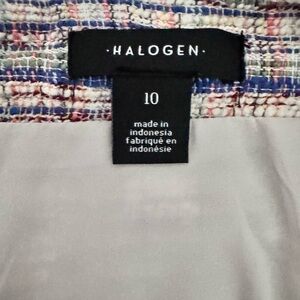 ·HALOGEN·
10
made in
indonesia
fabriqué en
indonésie